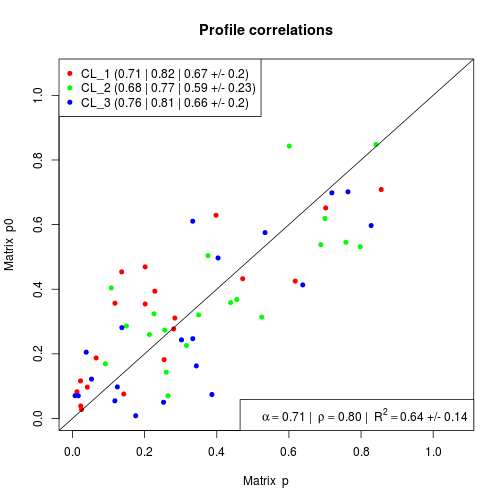 Profile correlations
CL_1 (0.71 | 0.82 | 0.67 +/- 0.2)
CL_2 (0.68 | 0.77 | 0.59 +/- 0.23)
CL_3 (0.76 | 0.81 | 0.66 +/- 0.2)
1.0
0.8
0.6
0.4
0.2
0.0
Matrix p0
α = 0.71 | ρ = 0.80 | R² = 0.64 +/- 0.14
0.0 0.2 0.4 0.6 0.8 1.0
Matrix p